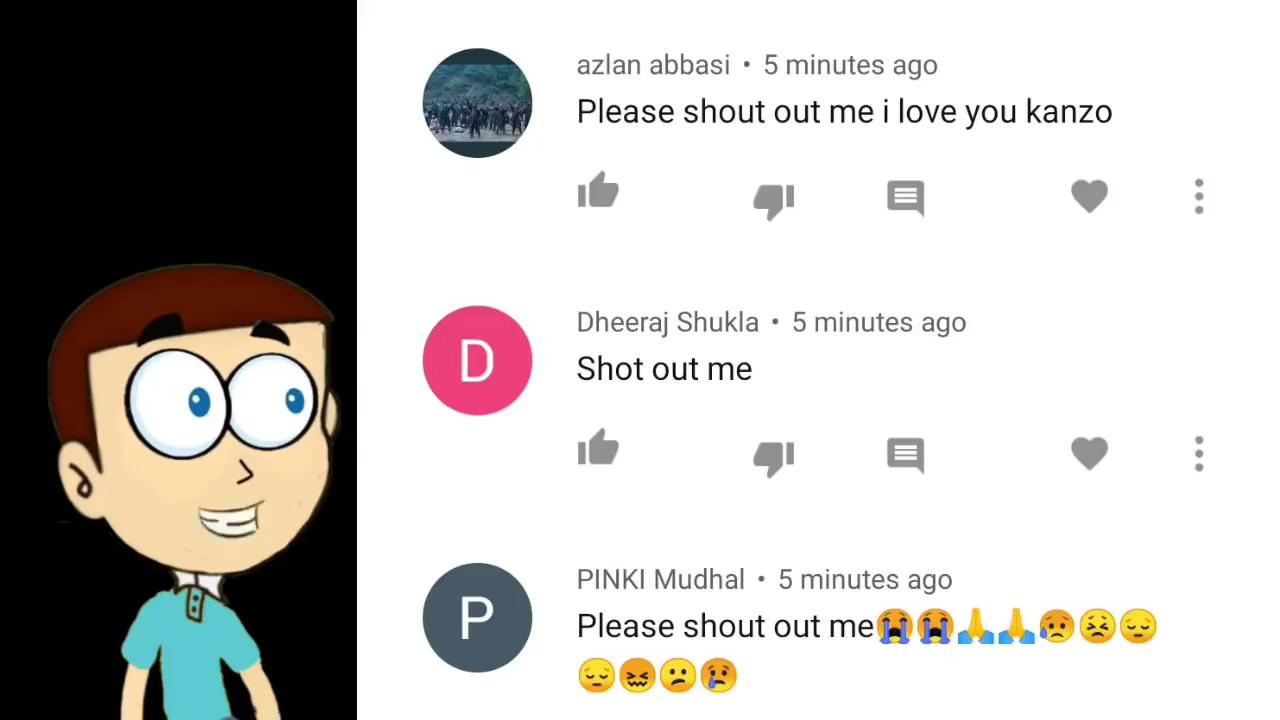 azlan abbasi • 5 minutes ago
Please shout out me i love you kanzo
D
Dheeraj Shukla • 5 minutes ago
Shot out me
P
PINKI Mudhal • 5 minutes ago
Please shout out me😭😭🙏🙏😥😣😔
😔😖😕😢